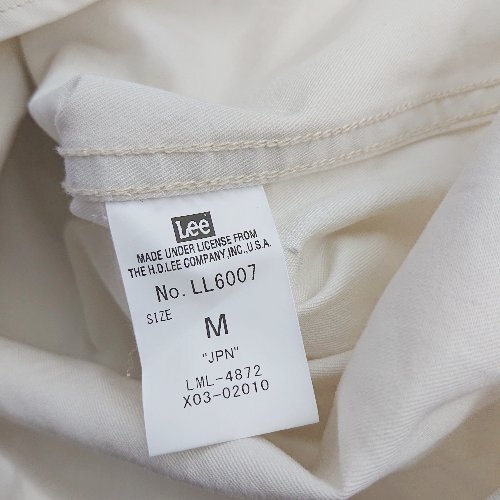 Lee
MADE UNDER LICENSE FROM
THE H.D.LEE COMPANY,INC.,U.S.A.
No. LL6007
SIZE
M
"JPN"
LML-4872
X03-02010